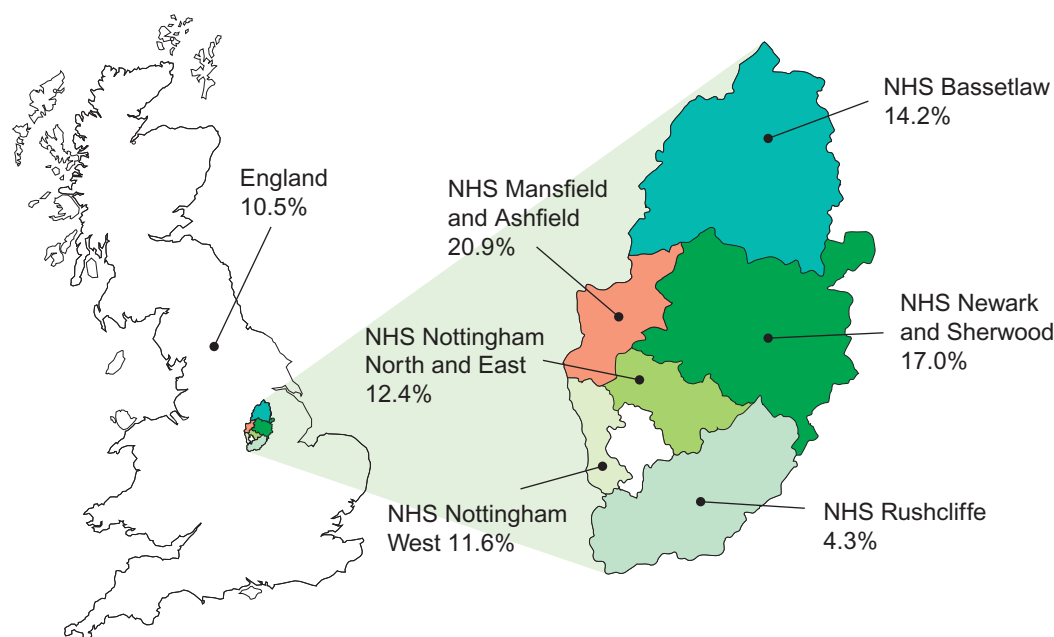 England
10.5%
NHS Bassetlaw
14.2%
NHS Mansfield
and Ashfield
20.9%
NHS Newark
and Sherwood
17.0%
NHS Nottingham
North and East
12.4%
NHS Nottingham
West 11.6%
NHS Rushcliffe
4.3%